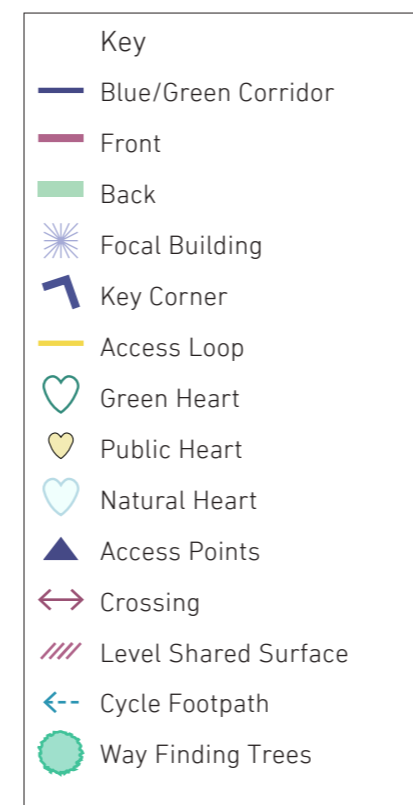 Key
Blue/Green Corridor
Front
Back
Focal Building
Key Corner
Access Loop
Green Heart
Public Heart
Natural Heart
Access Points
Crossing
Level Shared Surface
Cycle Footpath
Way Finding Trees